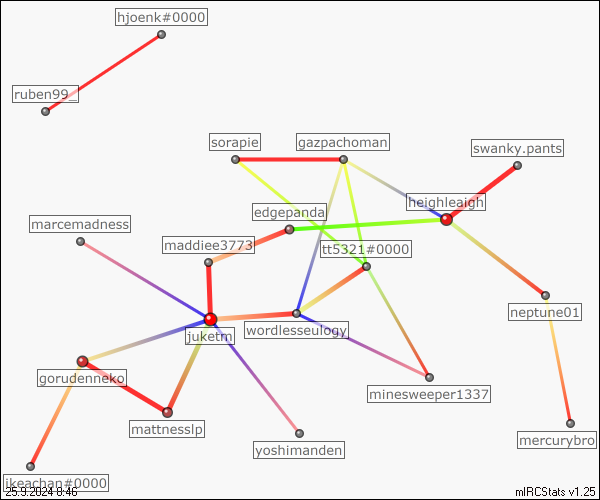 hjoenk#0000
ruben99_
sorapie
gazpachoman
swanky.pants
heighleaigh
edgepanda
marcemadness
maddiee3773
tt5321#0000
neptune01
wordlesseulogy
juketm
gorudenneko
minesweeper1337
mattnesslp
yoshimanden
mercurybro
ikeachan#0000
25.9.2024 8:46
mIRCStats v1.25